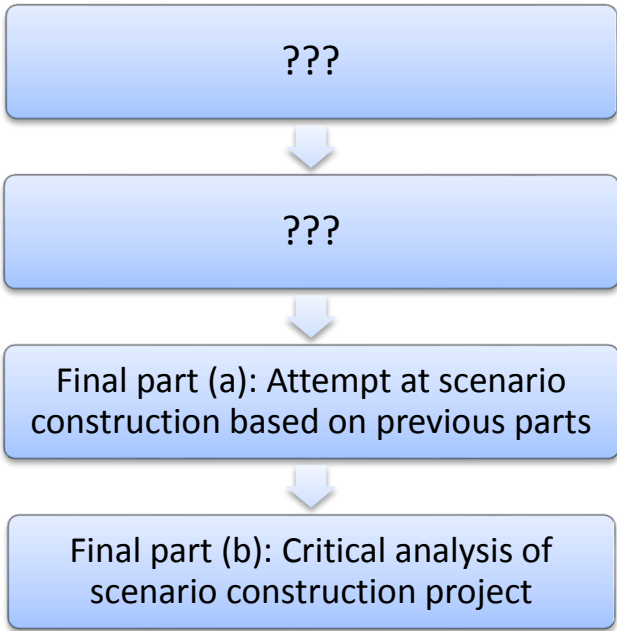 ???
???
Final part (a): Attempt at scenario
construction based on previous parts
Final part (b): Critical analysis of
scenario construction project